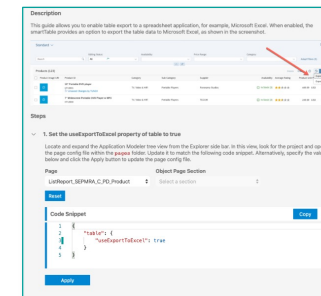 Description
This guide allows you to enable table export to a spreadsheet application, for example, Microsoft Excel. When enabled, the
smartTable provides an option to export the table data to Microsoft Excel, as shown in the screenshot.
Standard
Products
Category
Supplier
Steps
1. Set the useExportToExcel property of table to true
Locate and expand the Application Modeler tree view from the Explorer side bar. In this view, look for the project and op
the page config file within the pages folder. Update it to match the following code snippet. Alternatively, specify the val
below and click the Apply button to update the page config file.
Page
Object Page Section
ListReport_SEPMRA_C_PD_Product
Select a section
Reset
Code Snippet
Copy
1 {
2 "table": {
3 "useExportToExcel": true
4 }
5 }
Apply